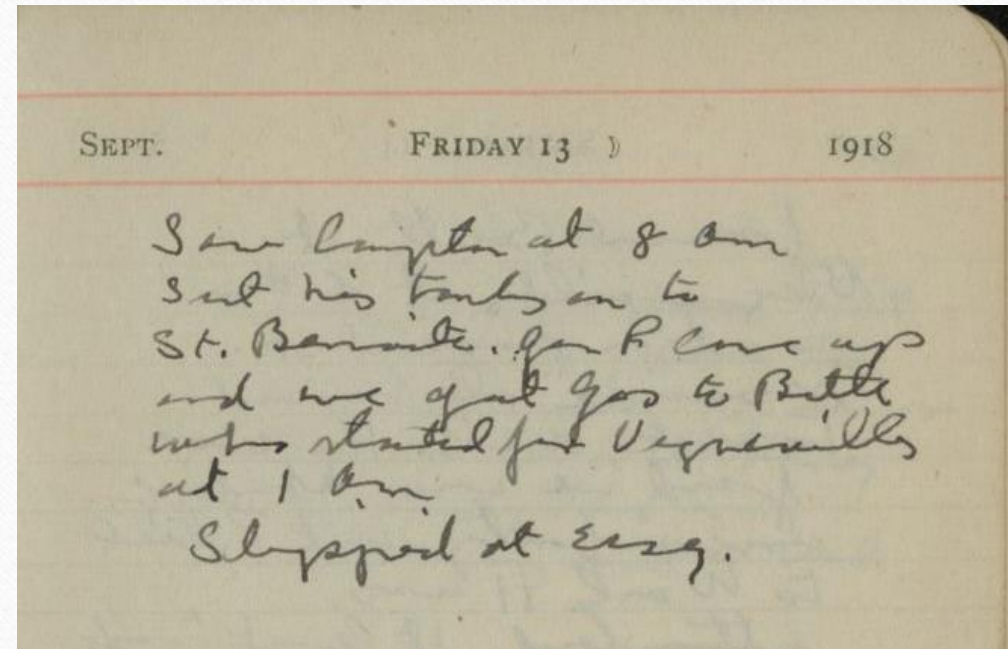 SEPT. FRIDAY 13 ) 1918
Saw Compton at 8 Am
Sent his tanks on to
St. Benoite. Gen R came up
and we got gas to Britt
who started for Vigneulles
at 1 Am
Slept at Essey.